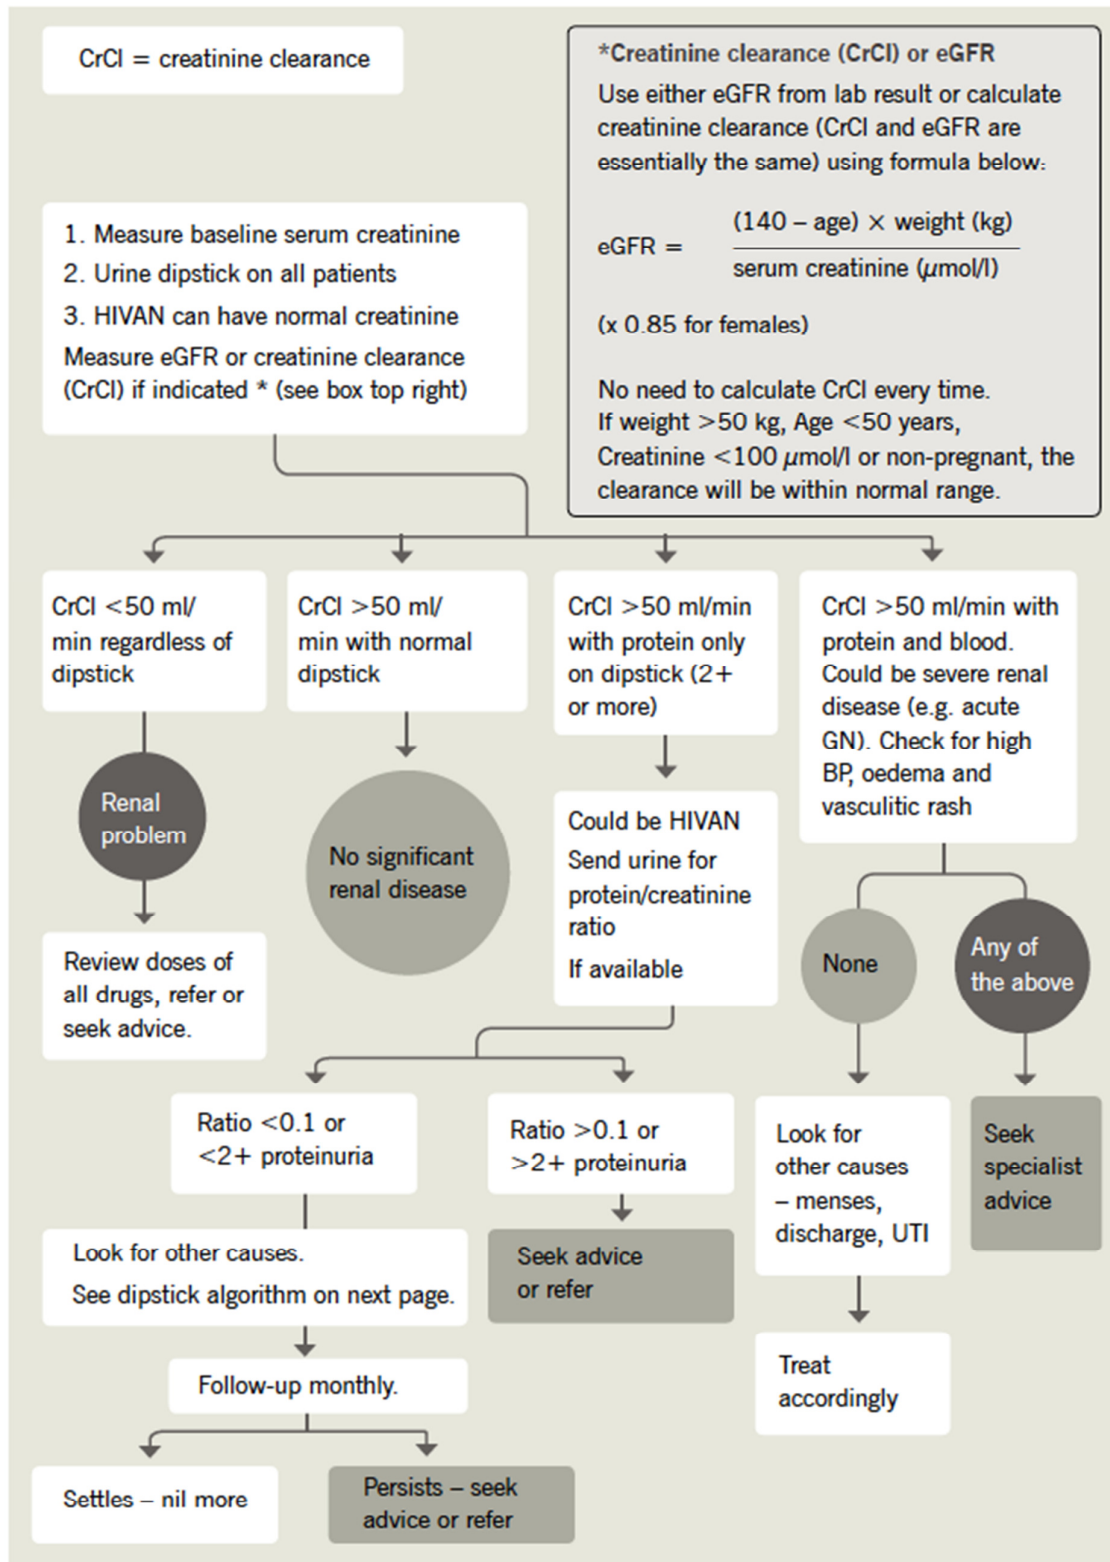 CrCl = creatinine clearance
*Creatinine clearance (CrCl) or eGFR
Use either eGFR from lab result or calculate
creatinine clearance (CrCl and eGFR are
essentially the same) using formula below:
eGFR = (140 – age) × weight (kg)
serum creatinine (µmol/l)
(x 0.85 for females)
No need to calculate CrCl every time.
If weight >50 kg, Age <50 years,
Creatinine <100 µmol/l or non-pregnant, the
clearance will be within normal range.
1. Measure baseline serum creatinine
2. Urine dipstick on all patients
3. HIVAN can have normal creatinine
Measure eGFR or creatinine clearance
(CrCl) if indicated * (see box top right)
CrCl <50 ml/
min regardless of
dipstick
CrCl >50 ml/
min with normal
dipstick
CrCl >50 ml/min
with protein only
on dipstick (2+
or more)
CrCl >50 ml/min with
protein and blood.
Could be severe renal
disease (e.g. acute
GN). Check for high
BP, oedema and
vasculitic rash
Renal
problem
No significant
renal disease
Could be HIVAN
Send urine for
protein/creatinine
ratio
If available
None
Any of
the above
Review doses of
all drugs, refer or
seek advice.
Ratio <0.1 or
<2+ proteinuria
Ratio >0.1 or
>2+ proteinuria
Look for
other causes
– menses,
discharge, UTI
Seek
specialist
advice
Look for other causes.
See dipstick algorithm on next page.
Seek advice
or refer
Treat
accordingly
Follow-up monthly.
Settles – nil more
Persists – seek
advice or refer